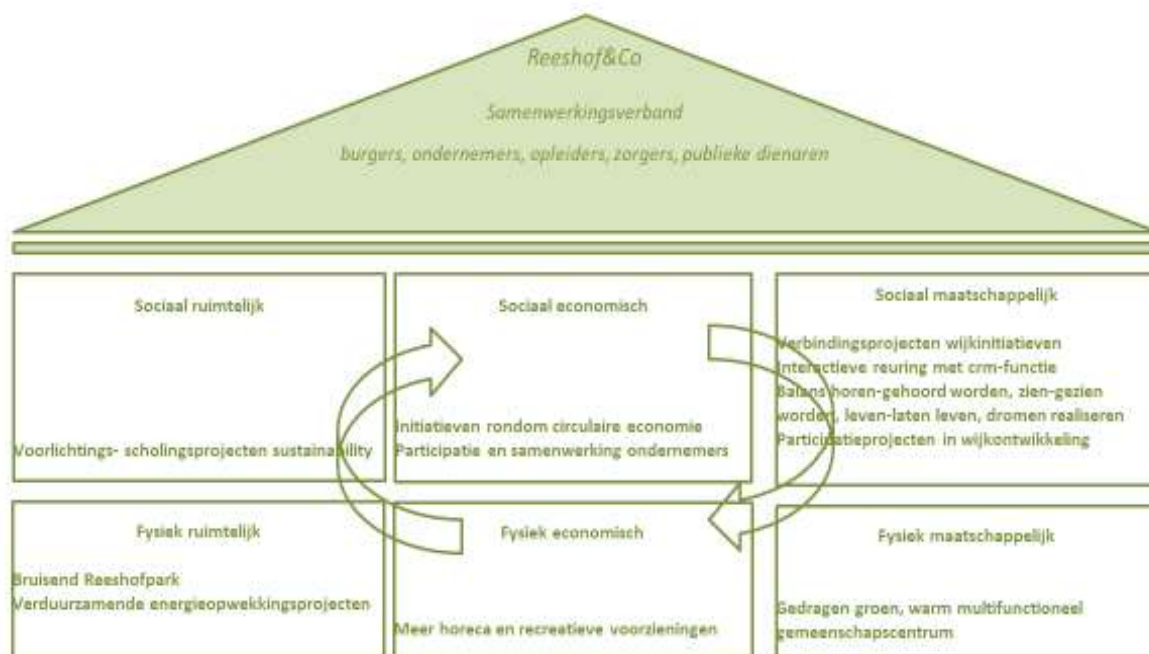 Reeshof&Co
Samenwerkingsverband
burgers, ondernemers, opleiders, zorgers, publieke dienaren
Sociaal ruimtelijk
Voorlichtings- scholingsprojecten sustainability
Sociaal economisch
Initiatieven rondom circulaire economie
Participatie en samenwerking ondernemers
Sociaal maatschappelijk
Verbindingsprojecten wijkinitiatieven
Interactieve reuring met crm-functie
Balans horen-gehoord worden, zien-gezien
worden, leven-laten leven, dromen realiseren
Participatieprojecten in wijkontwikkeling
Fysiek ruimtelijk
Bruisend Reeshofpark
Verduurzamende energieopwekkingsprojecten
Fysiek economisch
Meer horeca en recreatieve voorzieningen
Fysiek maatschappelijk
Gedragen groen, warm multifunctioneel
gemeenschapscentrum